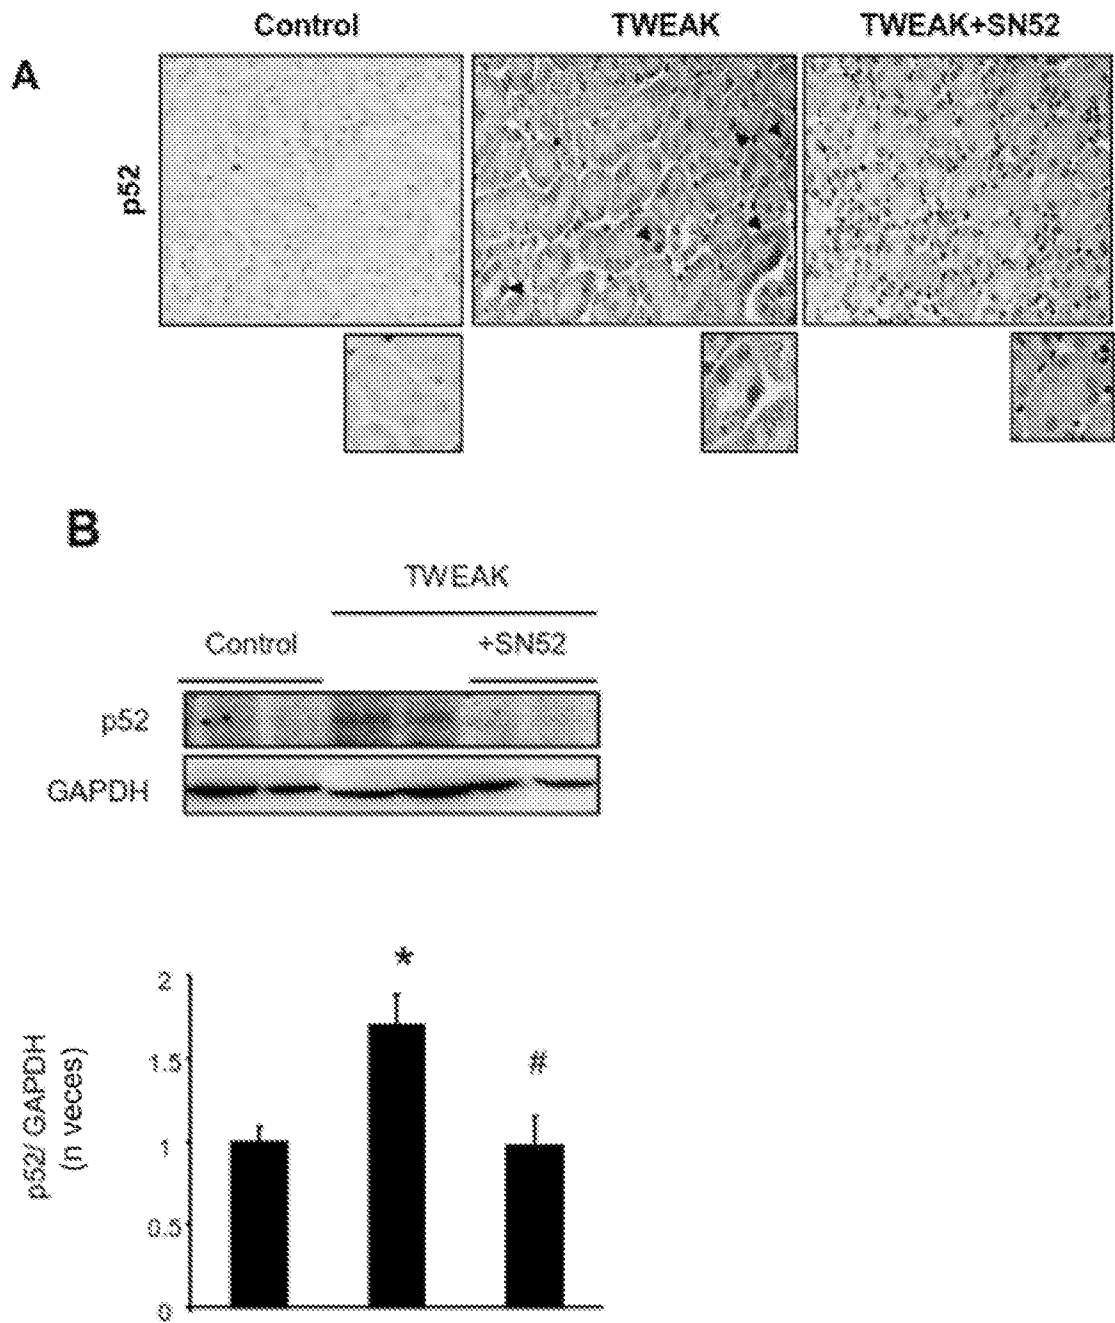 Control TWEAK TWEAK+SN52
A
p52
B
TWEAK
Control +SN52
p52
GAPDH
*
#
p52/ GAPDH
(n veces)
2
1.5
1
0.5
0